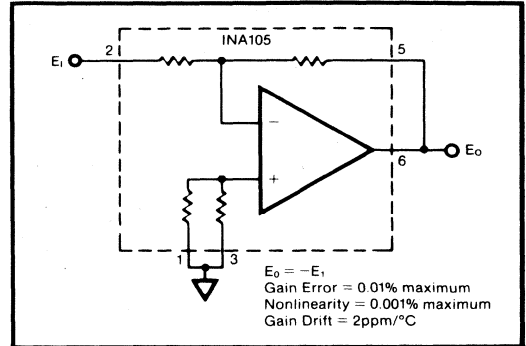 INA105
E₁ 2 5
−
+
6 E₀
1 3
E₀ = −E₁
Gain Error = 0.01% maximum
Nonlinearity = 0.001% maximum
Gain Drift = 2ppm/°C